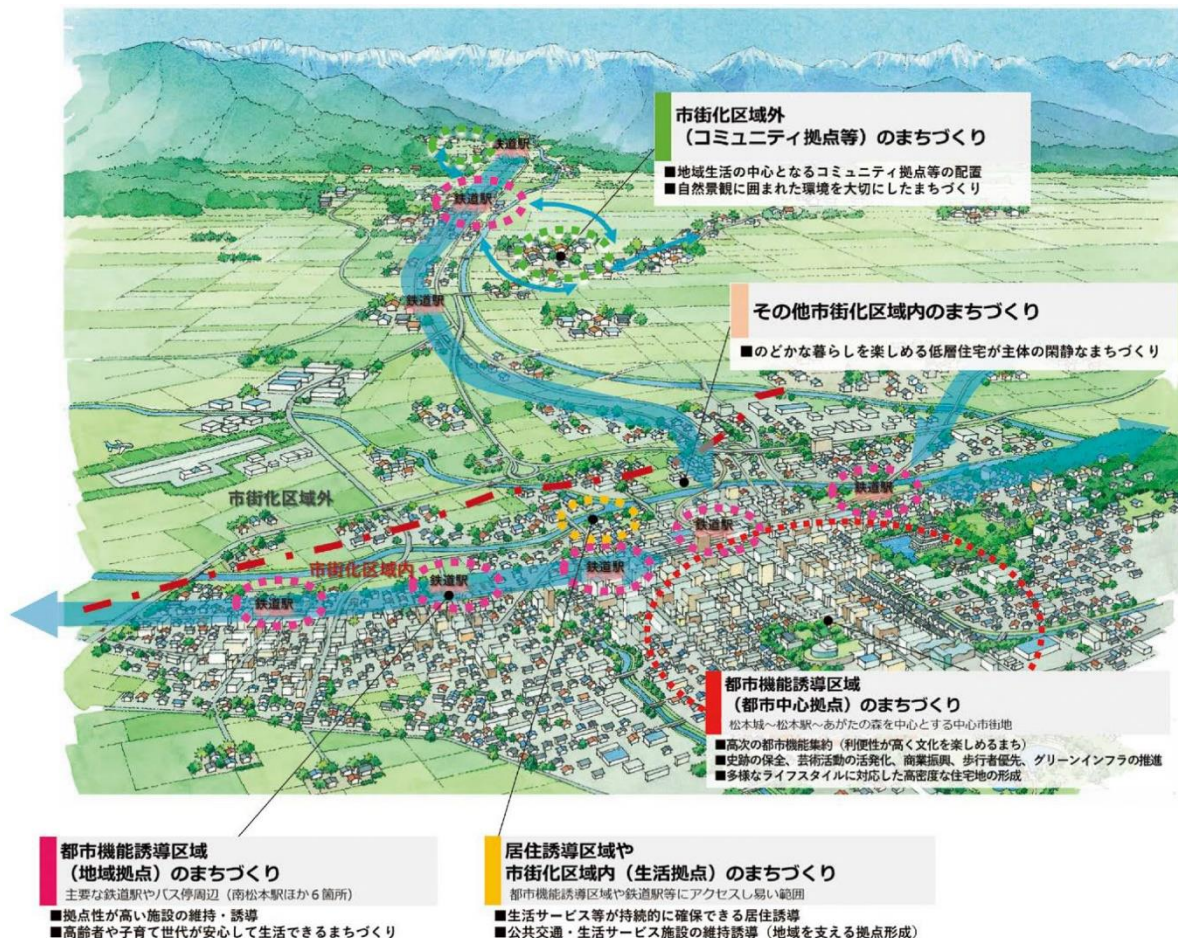 鉄道駅
鉄道駅
鉄道駅
市街化区域外
（コミュニティ拠点等）のまちづくり
■地域生活の中心となるコミュニティ拠点等の配置
■自然景観に囲まれた環境を大切にしたまちづくり
その他市街化区域内のまちづくり
■のどかな暮らしを楽しめる低層住宅が主体の閑静なまちづくり
市街化区域外
市街化区域内
鉄道駅
鉄道駅
鉄道駅
鉄道駅
鉄道駅
都市機能誘導区域
（都市中心拠点）のまちづくり
松本城～松本駅～あがたの森を中心とする中心市街地
■高次の都市機能集約（利便性が高く文化を楽しめるまち）
■史跡の保全、芸術活動の活発化、商業振興、歩行者優先、グリーンインフラの推進
■多様なライフスタイルに対応した高密度な住宅地の形成
都市機能誘導区域
（地域拠点）のまちづくり
主要な鉄道駅やバス停周辺（南松本駅ほか６箇所）
■拠点性が高い施設の維持・誘導
■高齢者や子育て世代が安心して生活できるまちづくり
居住誘導区域や
市街化区域内（生活拠点）のまちづくり
都市機能誘導区域や鉄道駅等にアクセスし易い範囲
■生活サービス等が持続的に確保できる居住誘導
■公共交通・生活サービス施設の維持誘導（地域を支える拠点形成）